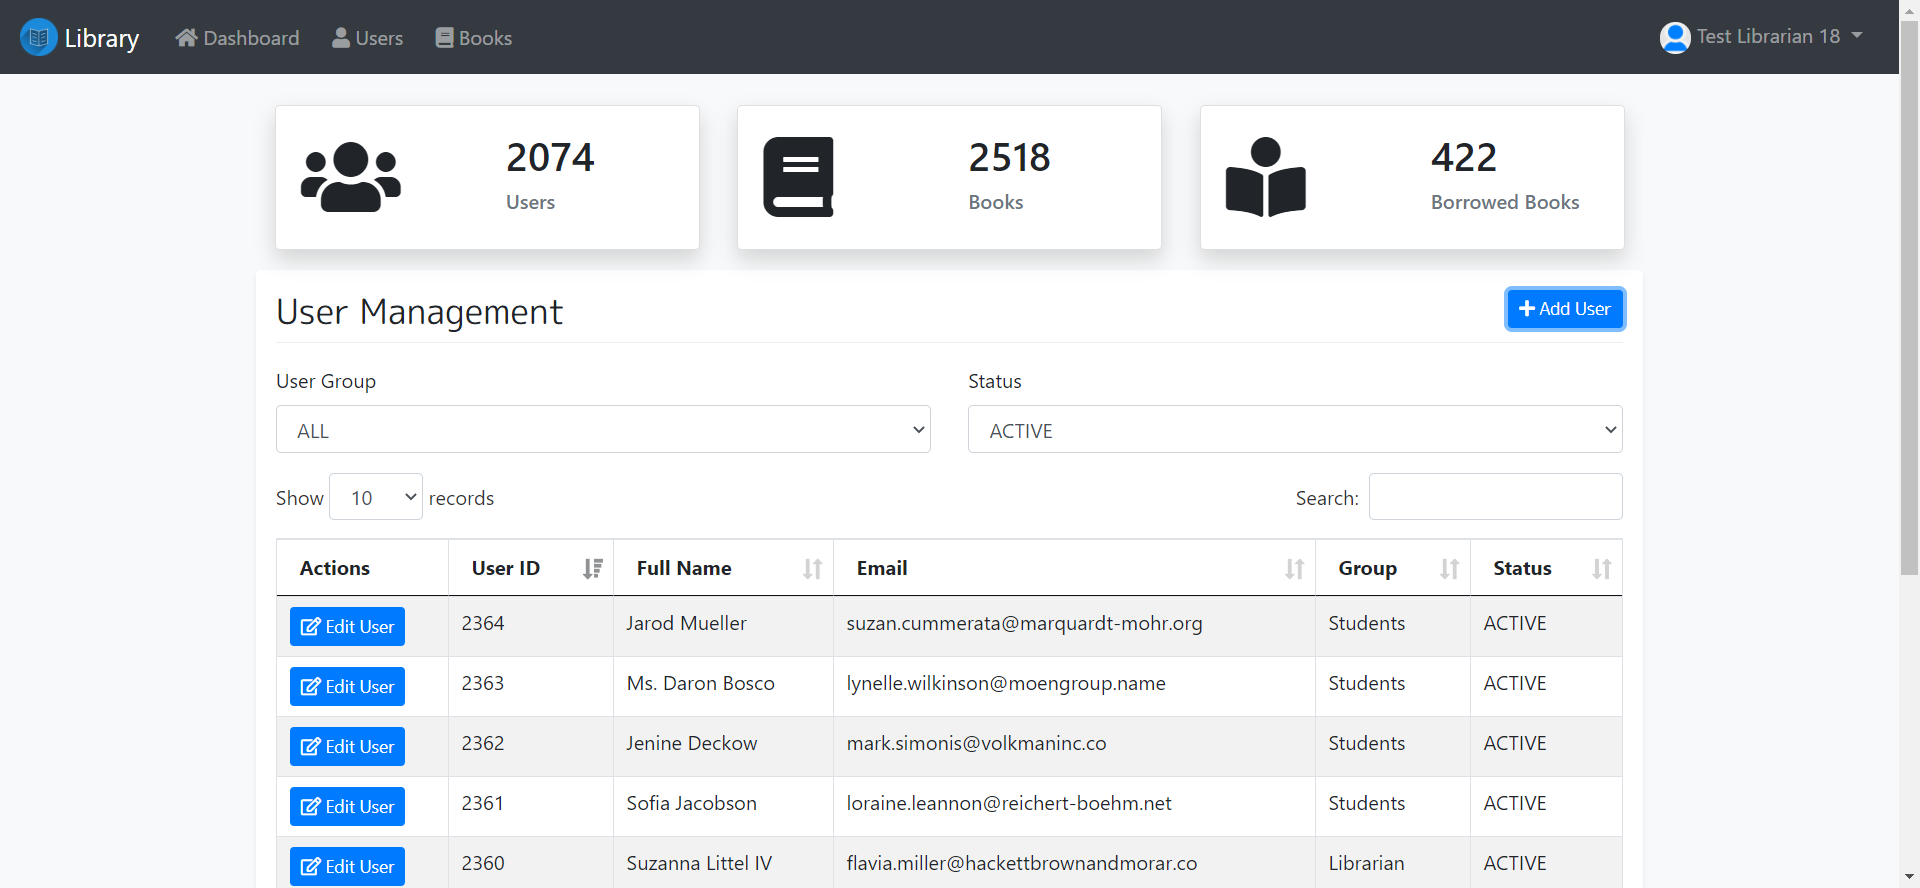 Library Dashboard Users Books Test Librarian 18
2074 2518 422
Users Books Borrowed Books
User Management Add User
User Group Status
ALL ACTIVE
Show 10 records Search:
Actions User ID Full Name Email Group Status
Edit User 2364 Jarod Mueller suzan.cummerata@marquardt-mohr.org Students ACTIVE
Edit User 2363 Ms. Daron Bosco lynelle.wilkinson@moengroup.name Students ACTIVE
Edit User 2362 Jenine Deckow mark.simonis@volkmaninc.co Students ACTIVE
Edit User 2361 Sofia Jacobson loraine.leannon@reichert-boehm.net Students ACTIVE
Edit User 2360 Suzanna Littel IV flavia.miller@hackettbrownandmorar.co Librarian ACTIVE